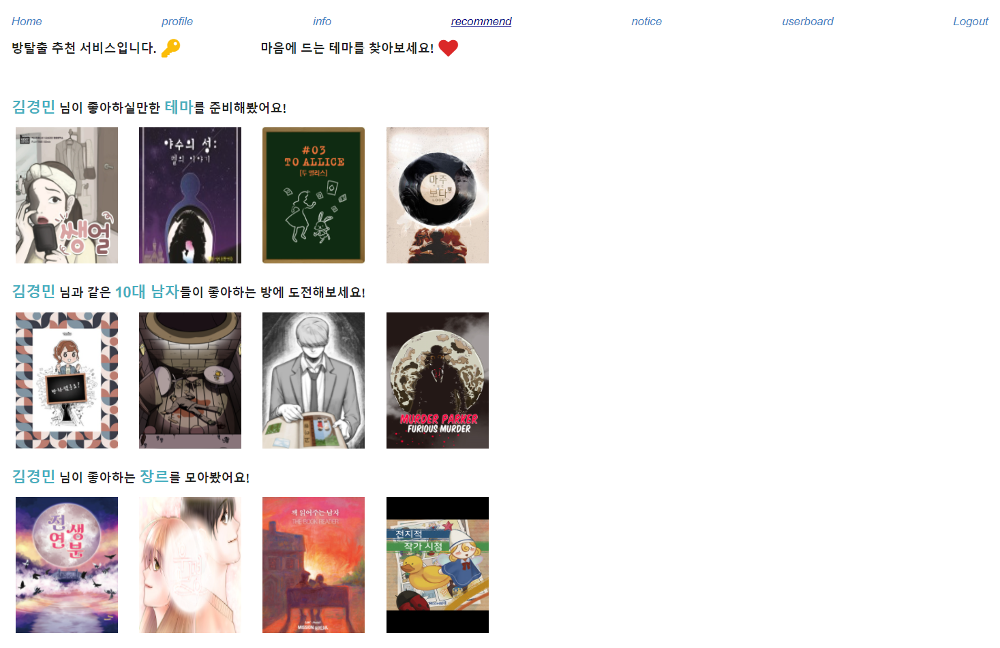 Home profile info recommend notice userboard Logout
방탈출 추천 서비스입니다. 마음에 드는 테마를 찾아보세요!
김경민 님이 좋아하실만한 테마를 준비해봤어요!
쌩얼
야수의 성:
벨의 이야기
#03
TO ALLICE
[투 앨리스]
마주
보다
LOOK
김경민 님과 같은 10대 남자들이 좋아하는 방에 도전해보세요!
MURDER PARKER
FURIOUS MURDER
김경민 님이 좋아하는 장르를 모아봤어요!
전생
연분
책 읽어주는 남자
THE BOOK READER
MISSION BREAK
전지적
작가 시점